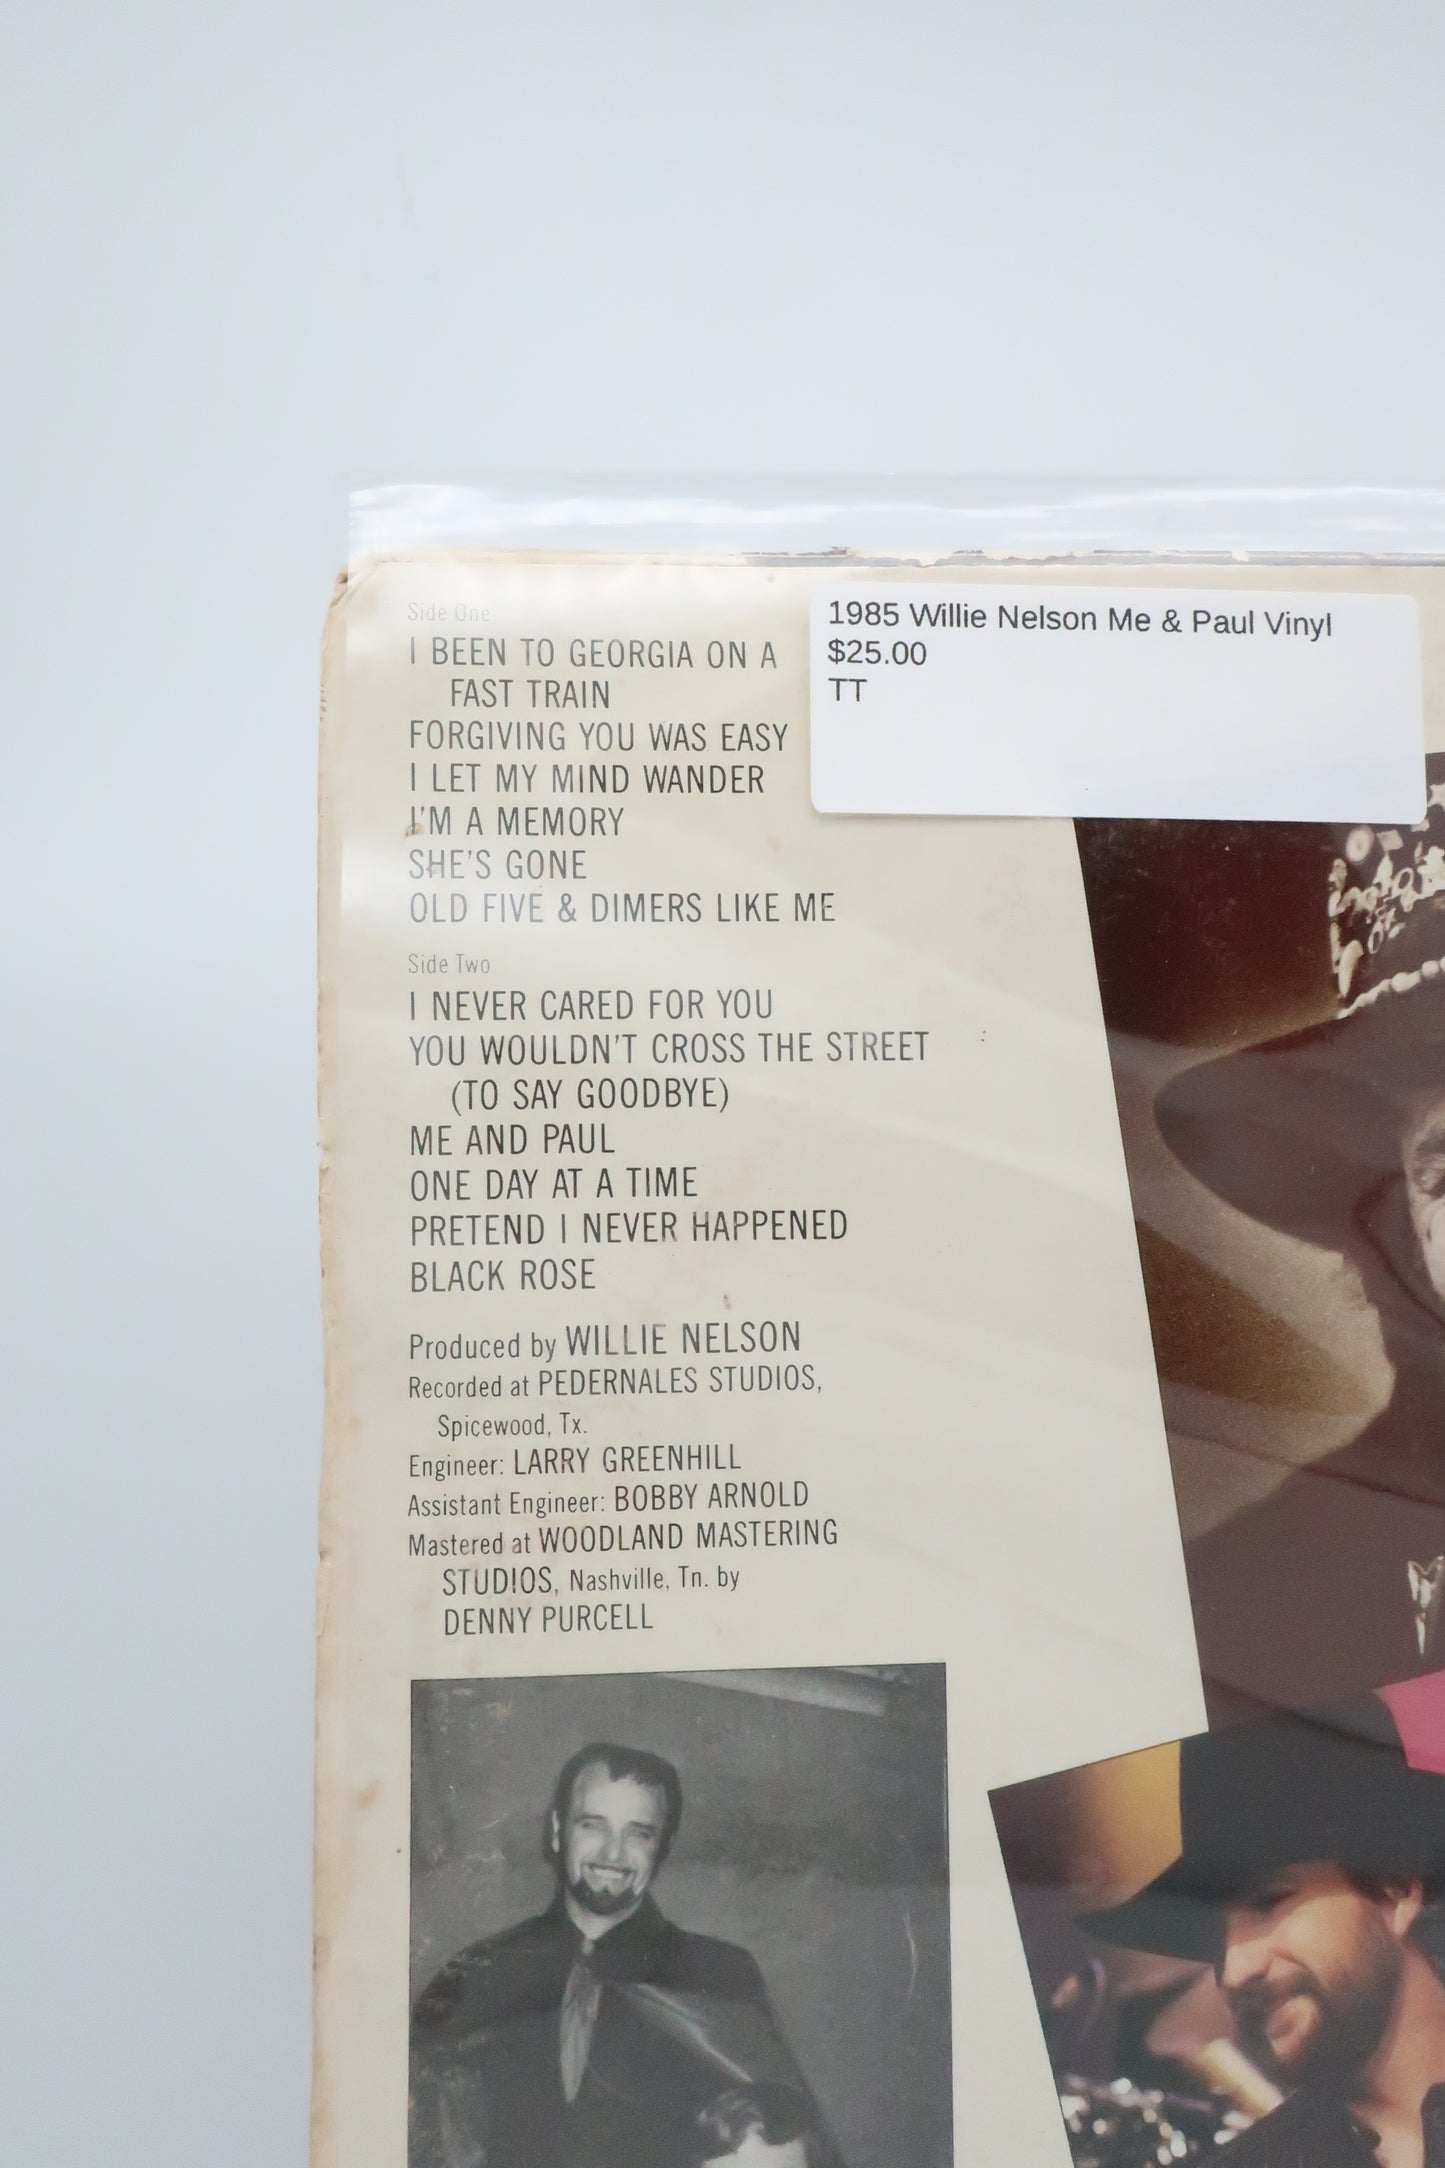 1985 Willie Nelson Me & Paul Vinyl
$25.00
TT
Side One
I BEEN TO GEORGIA ON A
FAST TRAIN
FORGIVING YOU WAS EASY
I LET MY MIND WANDER
I'M A MEMORY
SHE'S GONE
OLD FIVE & DIMERS LIKE ME
Side Two
I NEVER CARED FOR YOU
YOU WOULDN'T CROSS THE STREET
(TO SAY GOODBYE)
ME AND PAUL
ONE DAY AT A TIME
PRETEND I NEVER HAPPENED
BLACK ROSE
Produced by WILLIE NELSON
Recorded at PEDERNALES STUDIOS,
Spicewood, Tx.
Engineer: LARRY GREENHILL
Assistant Engineer: BOBBY ARNOLD
Mastered at WOODLAND MASTERING
STUDIOS, Nashville, Tn. by
DENNY PURCELL